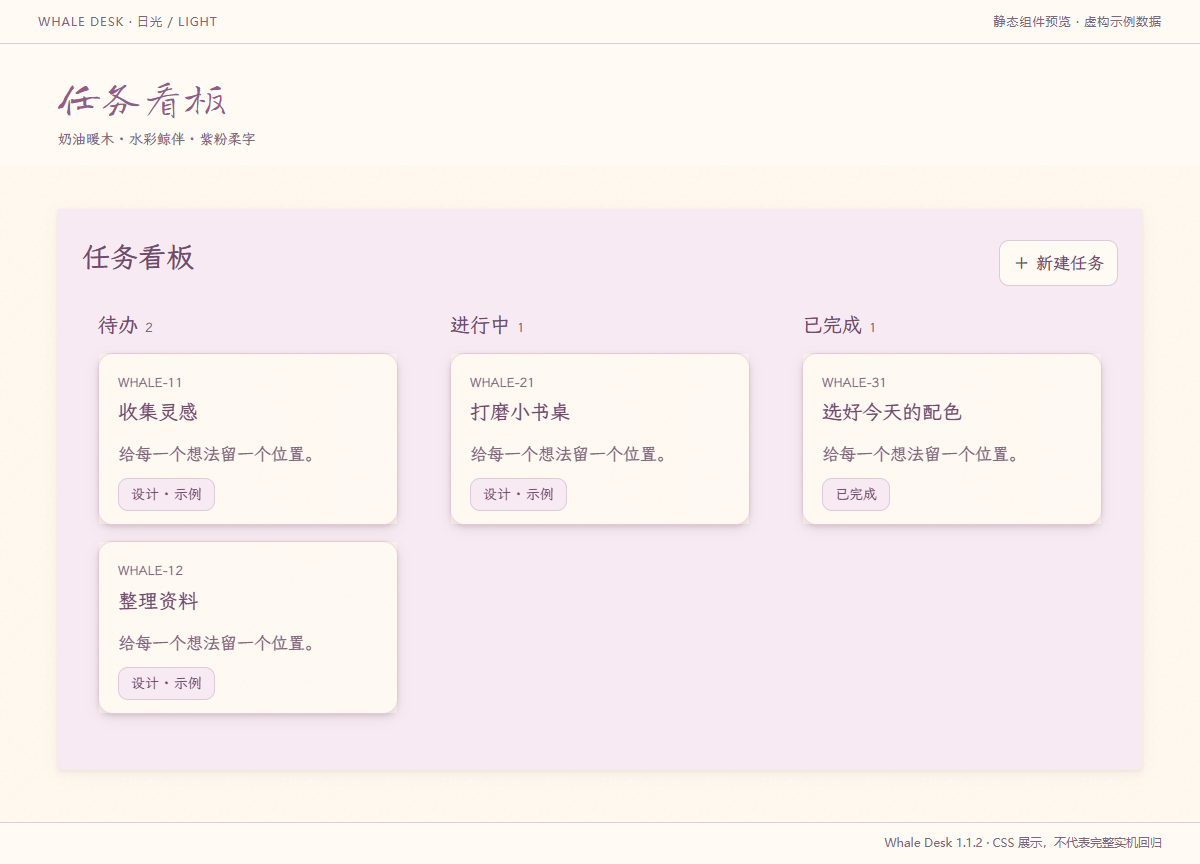 WHALE DESK · 日光 / LIGHT
静态组件预览 · 虚构示例数据
任务看板
奶油暖木 · 水彩鲸伴 · 紫粉柔字
任务看板
+ 新建任务
待办 2
WHALE-11
收集灵感
给每一个想法留一个位置。
设计 · 示例
WHALE-12
整理资料
给每一个想法留一个位置。
设计 · 示例
进行中 1
WHALE-21
打磨小书桌
给每一个想法留一个位置。
设计 · 示例
已完成 1
WHALE-31
选好今天的配色
给每一个想法留一个位置。
已完成
Whale Desk 1.1.2 · CSS 展示，不代表完整实机回归